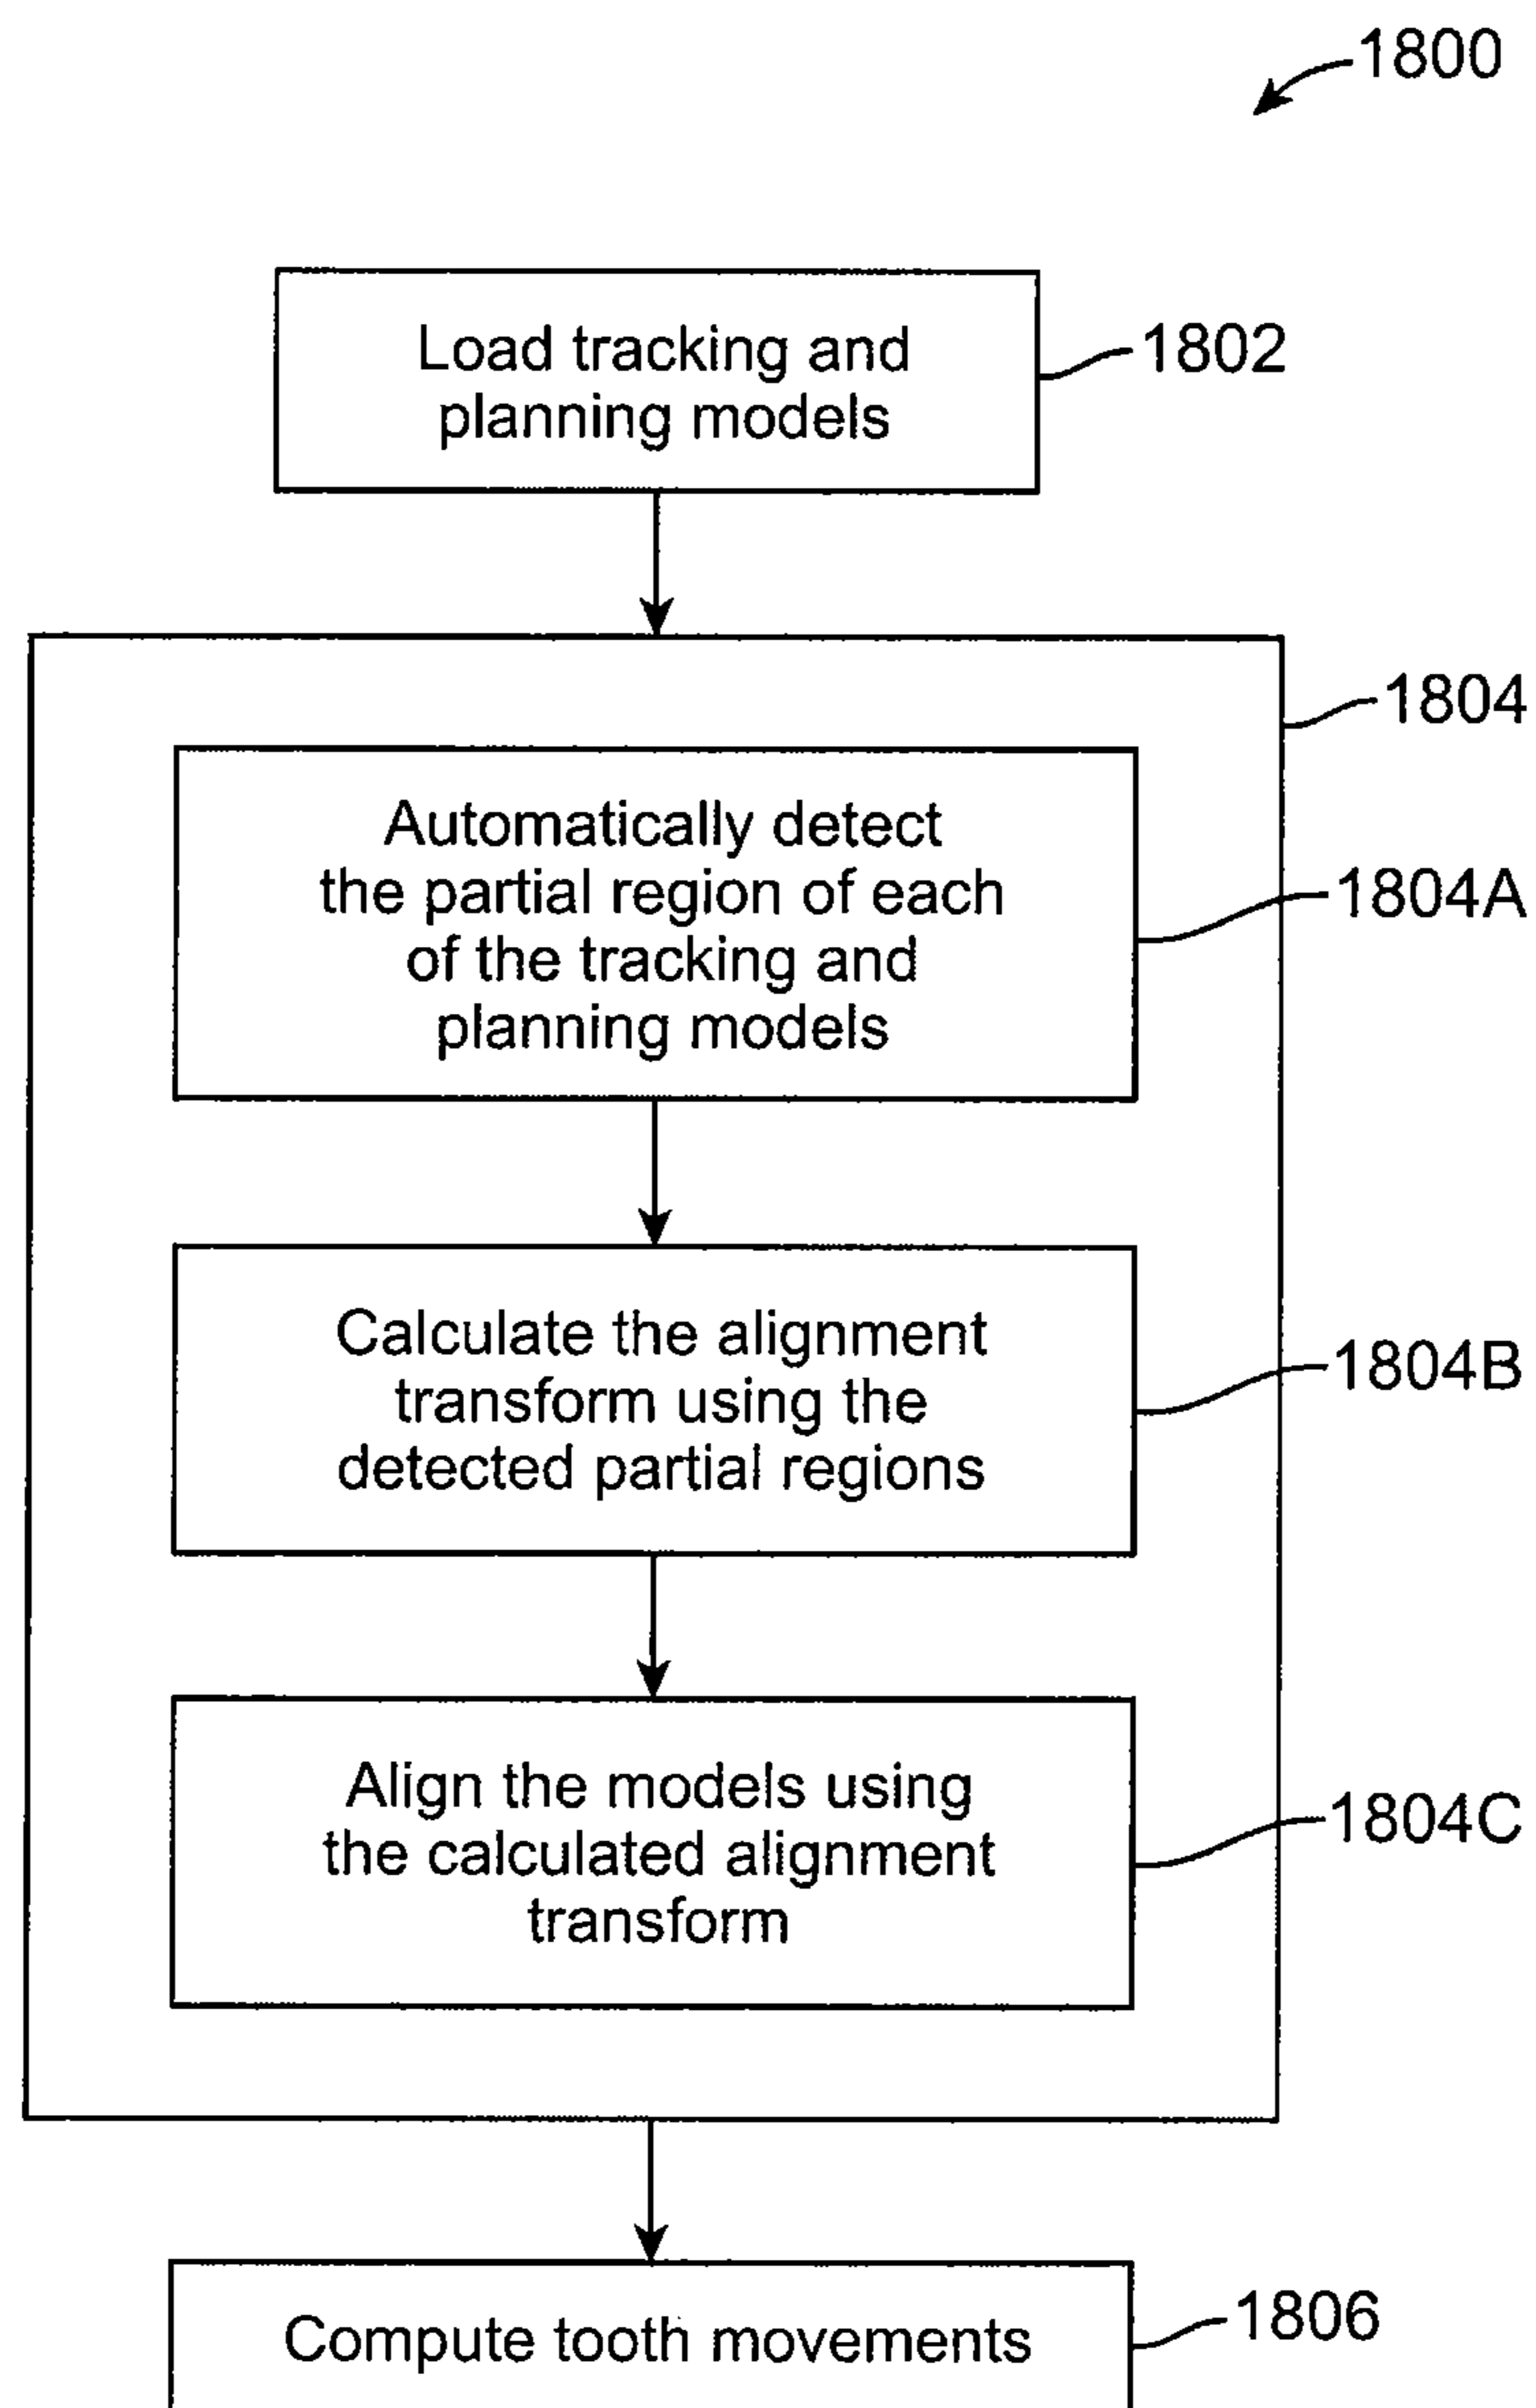 1800
Load tracking and
planning models
1802
1804
Automatically detect
the partial region of each
of the tracking and
planning models
1804A
Calculate the alignment
transform using the
detected partial regions
1804B
Align the models using
the calculated alignment
transform
1804C
Compute tooth movements
1806